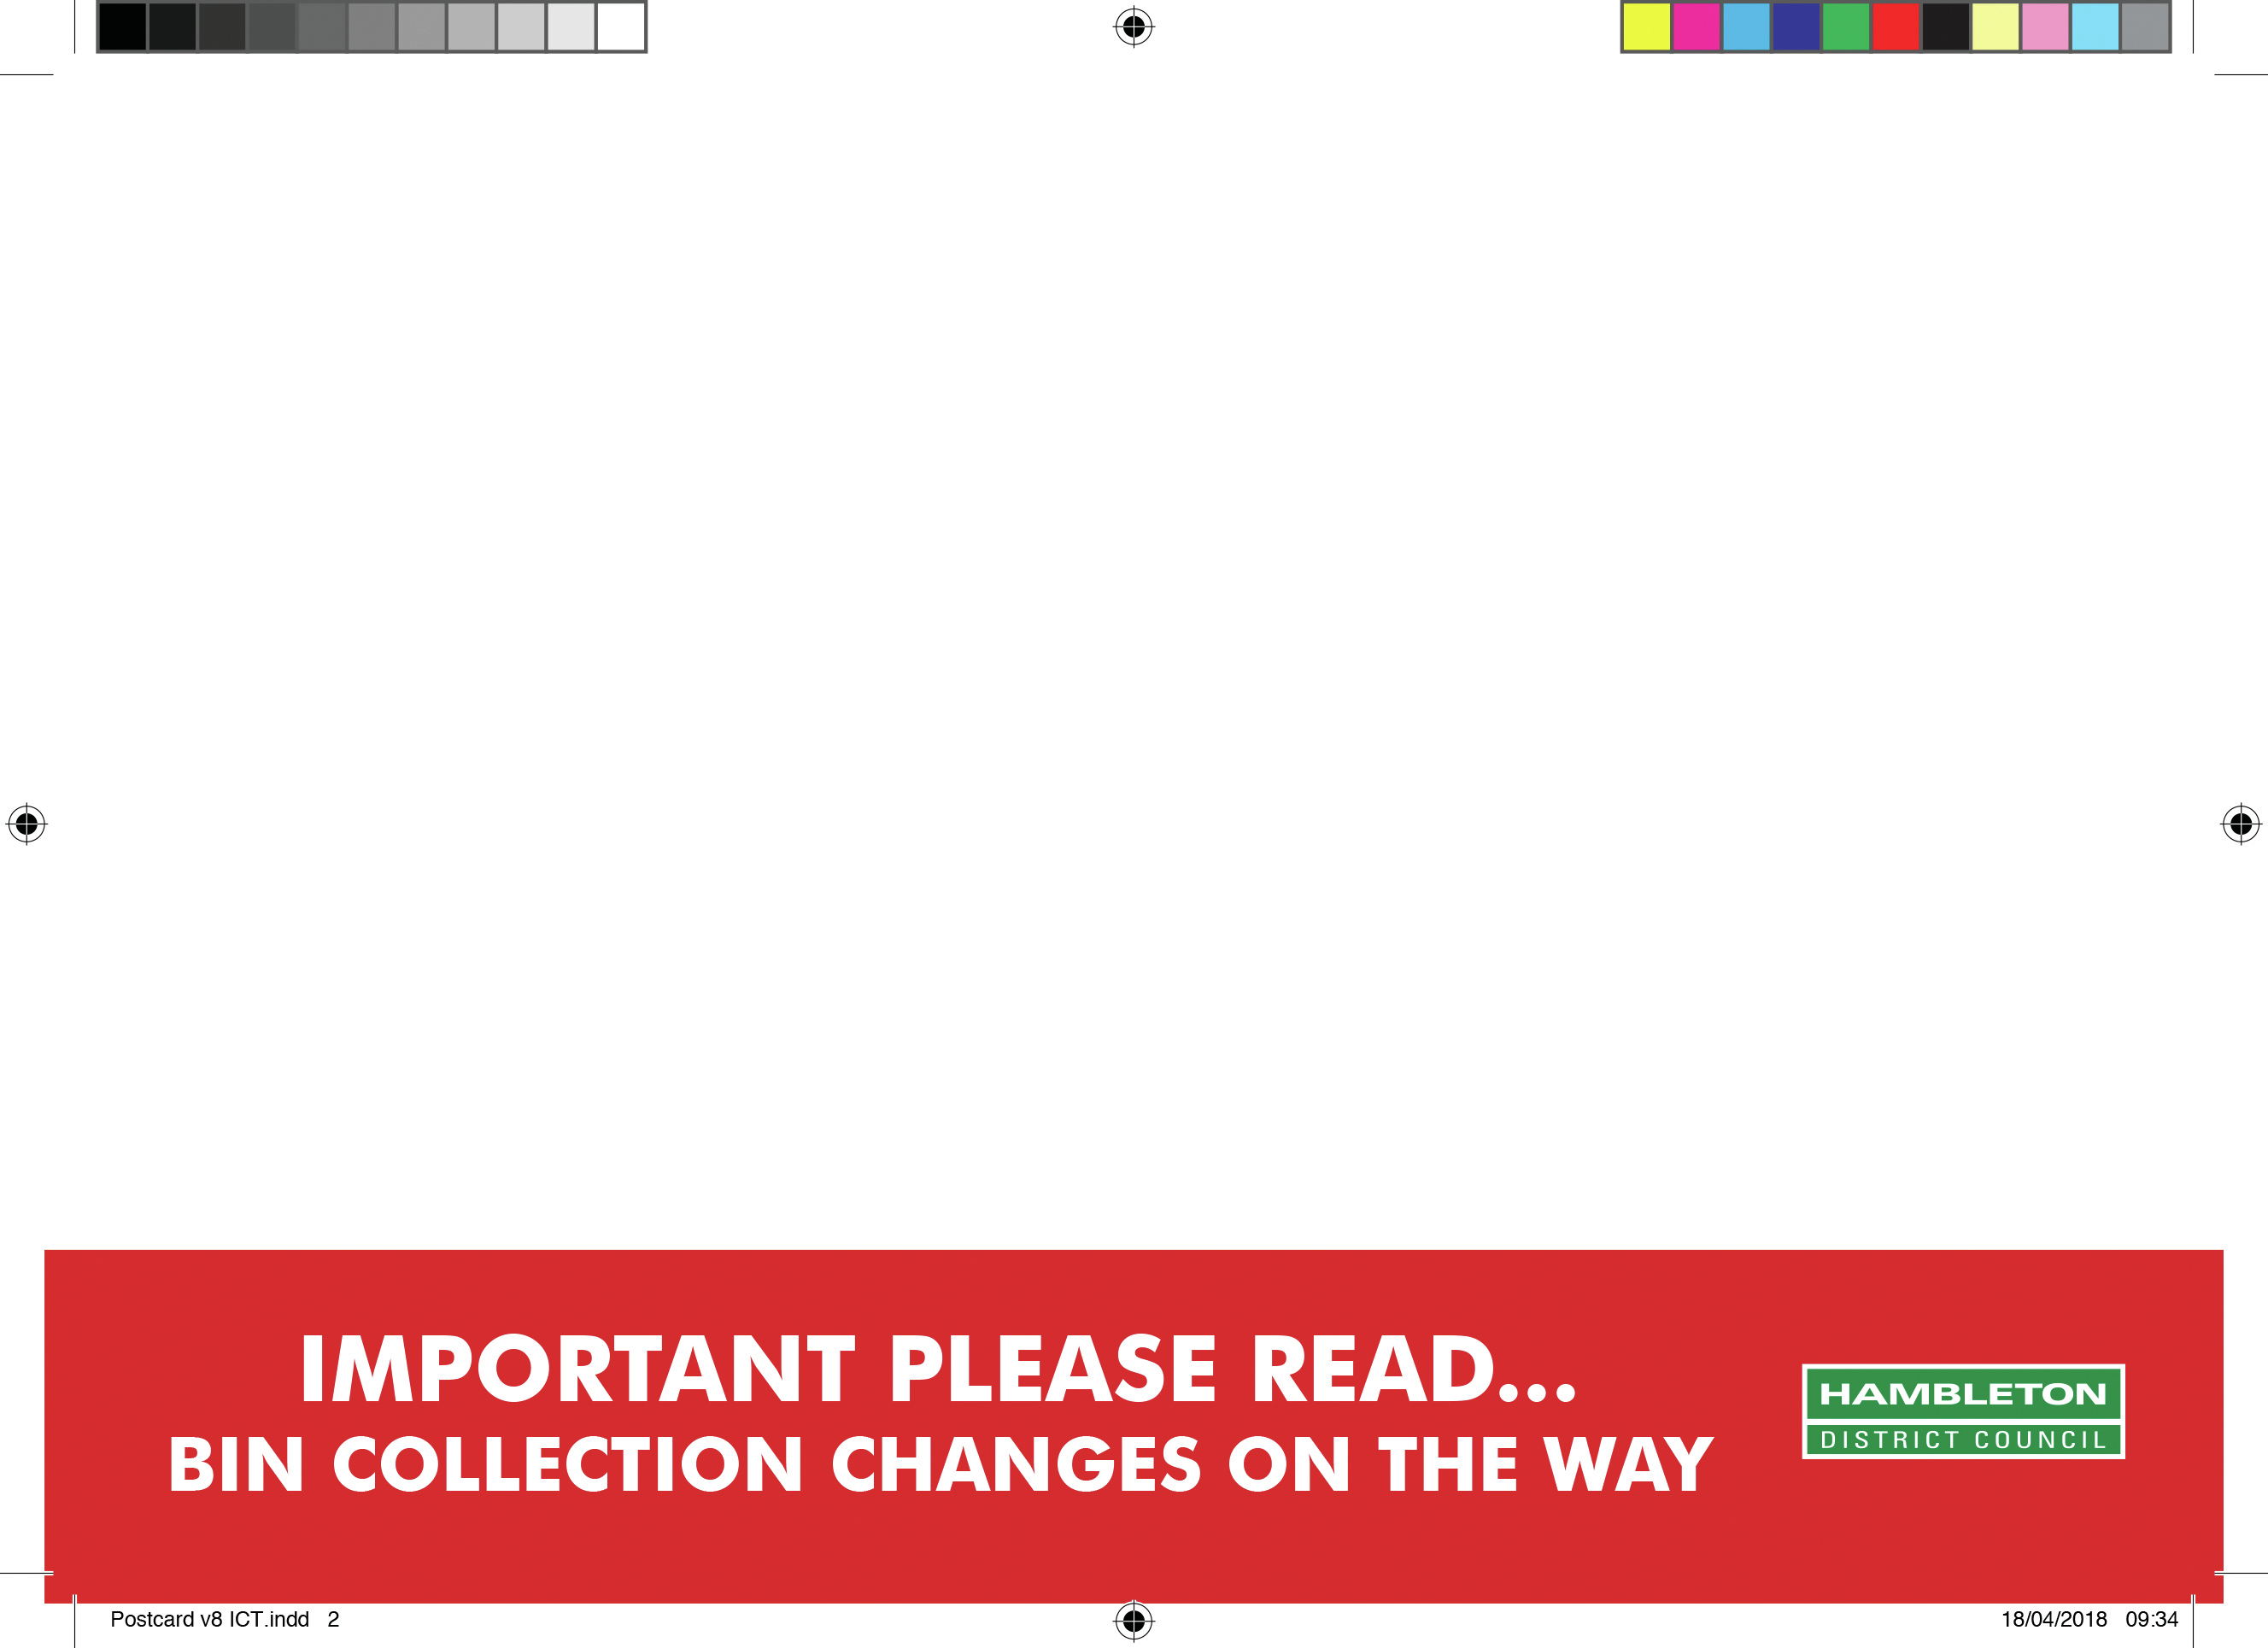 IMPORTANT PLEASE READ...
BIN COLLECTION CHANGES ON THE WAY
HAMBLETON
DISTRICT COUNCIL
Postcard v8 ICT.indd 2
18/04/2018 09:34